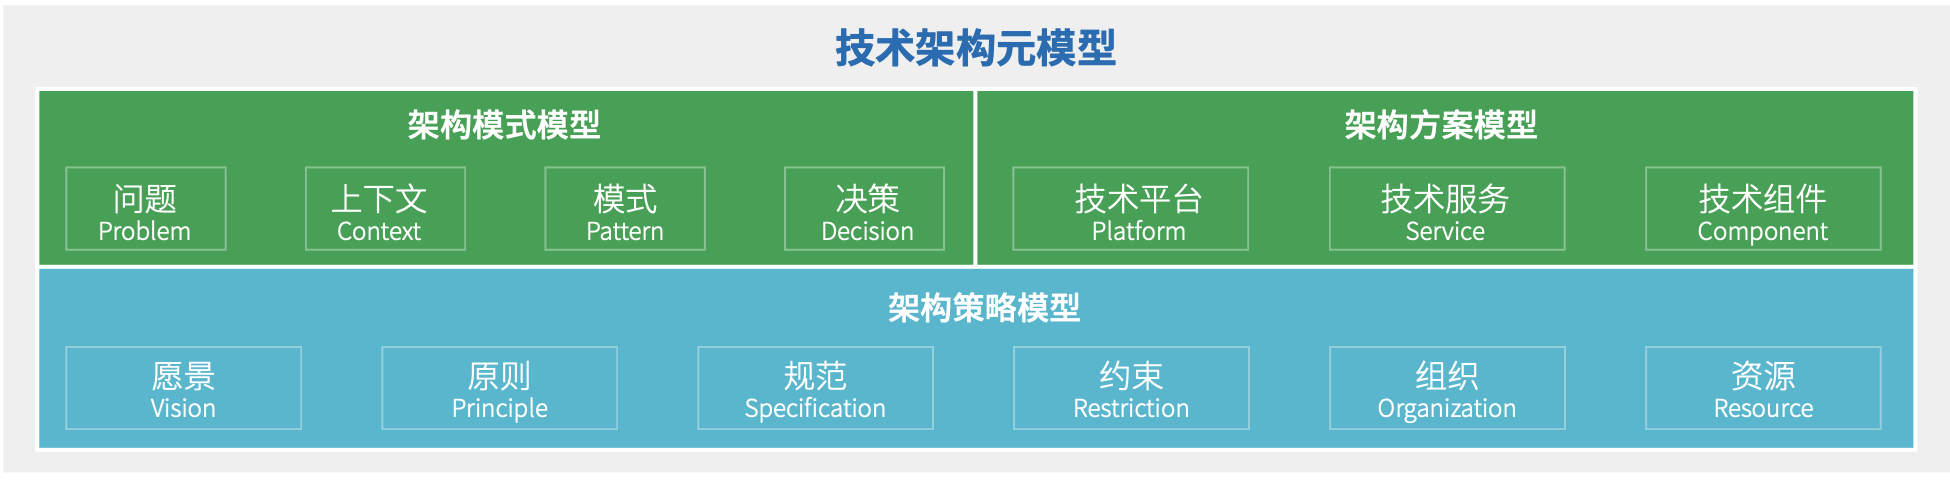 技术架构元模型
架构模式模型
问题
Problem
上下文
Context
模式
Pattern
决策
Decision
架构方案模型
技术平台
Platform
技术服务
Service
技术组件
Component
架构策略模型
愿景
Vision
原则
Principle
规范
Specification
约束
Restriction
组织
Organization
资源
Resource